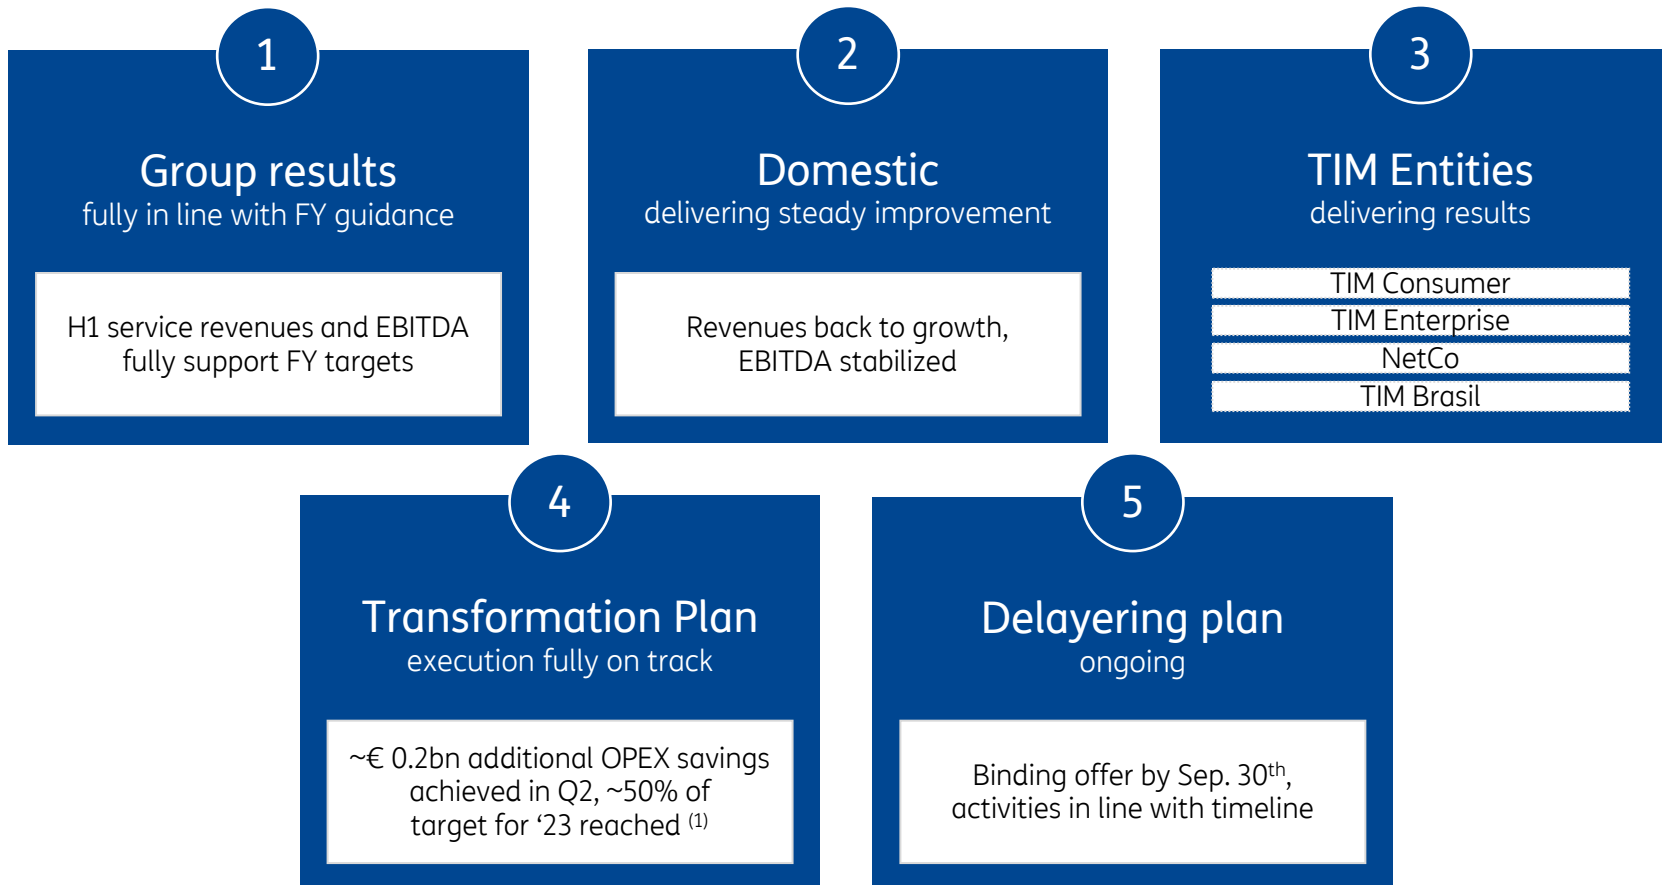 1
Group results
fully in line with FY guidance
H1 service revenues and EBITDA
fully support FY targets
2
Domestic
delivering steady improvement
Revenues back to growth,
EBITDA stabilized
3
TIM Entities
delivering results
TIM Consumer
TIM Enterprise
NetCo
TIM Brasil
4
Transformation Plan
execution fully on track
~€ 0.2bn additional OPEX savings
achieved in Q2, ~50% of
target for ‘23 reached (1)
5
Delayering plan
ongoing
Binding offer by Sep. 30th,
activities in line with timeline